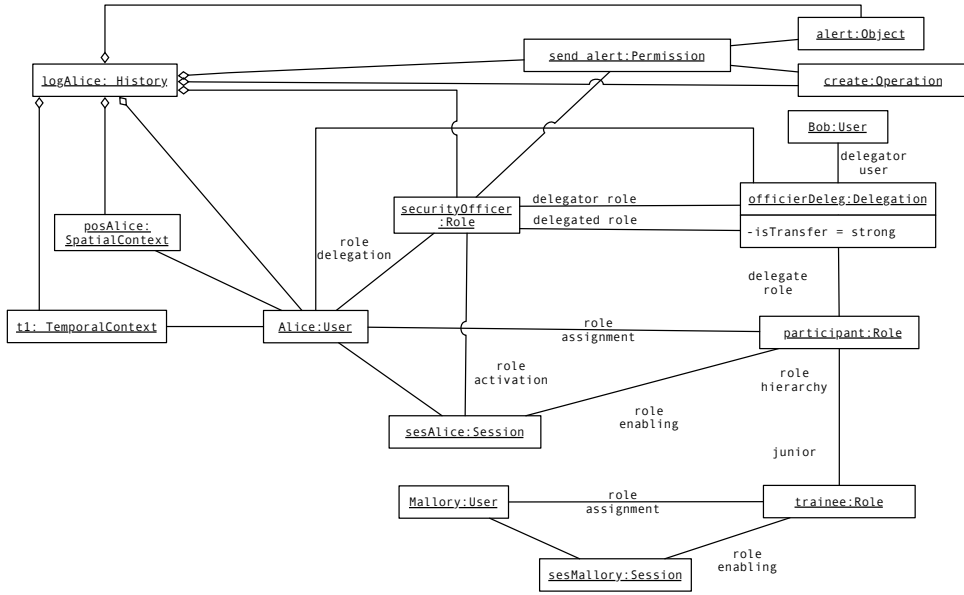 alert:Object
send alert:Permission
logAlice: History
create:Operation
Bob:User
delegator
user
officierDeleg:Delegation
-isTransfer = strong
delegator role
delegated role
securityOfficer
:Role
posAlice:
SpatialContext
role
delegation
delegate
role
t1: TemporalContext
Alice:User
role
assignment
participant:Role
role
activation
role
hierarchy
role
enabling
sesAlice:Session
junior
Mallory:User
role
assignment
trainee:Role
role
enabling
sesMallory:Session